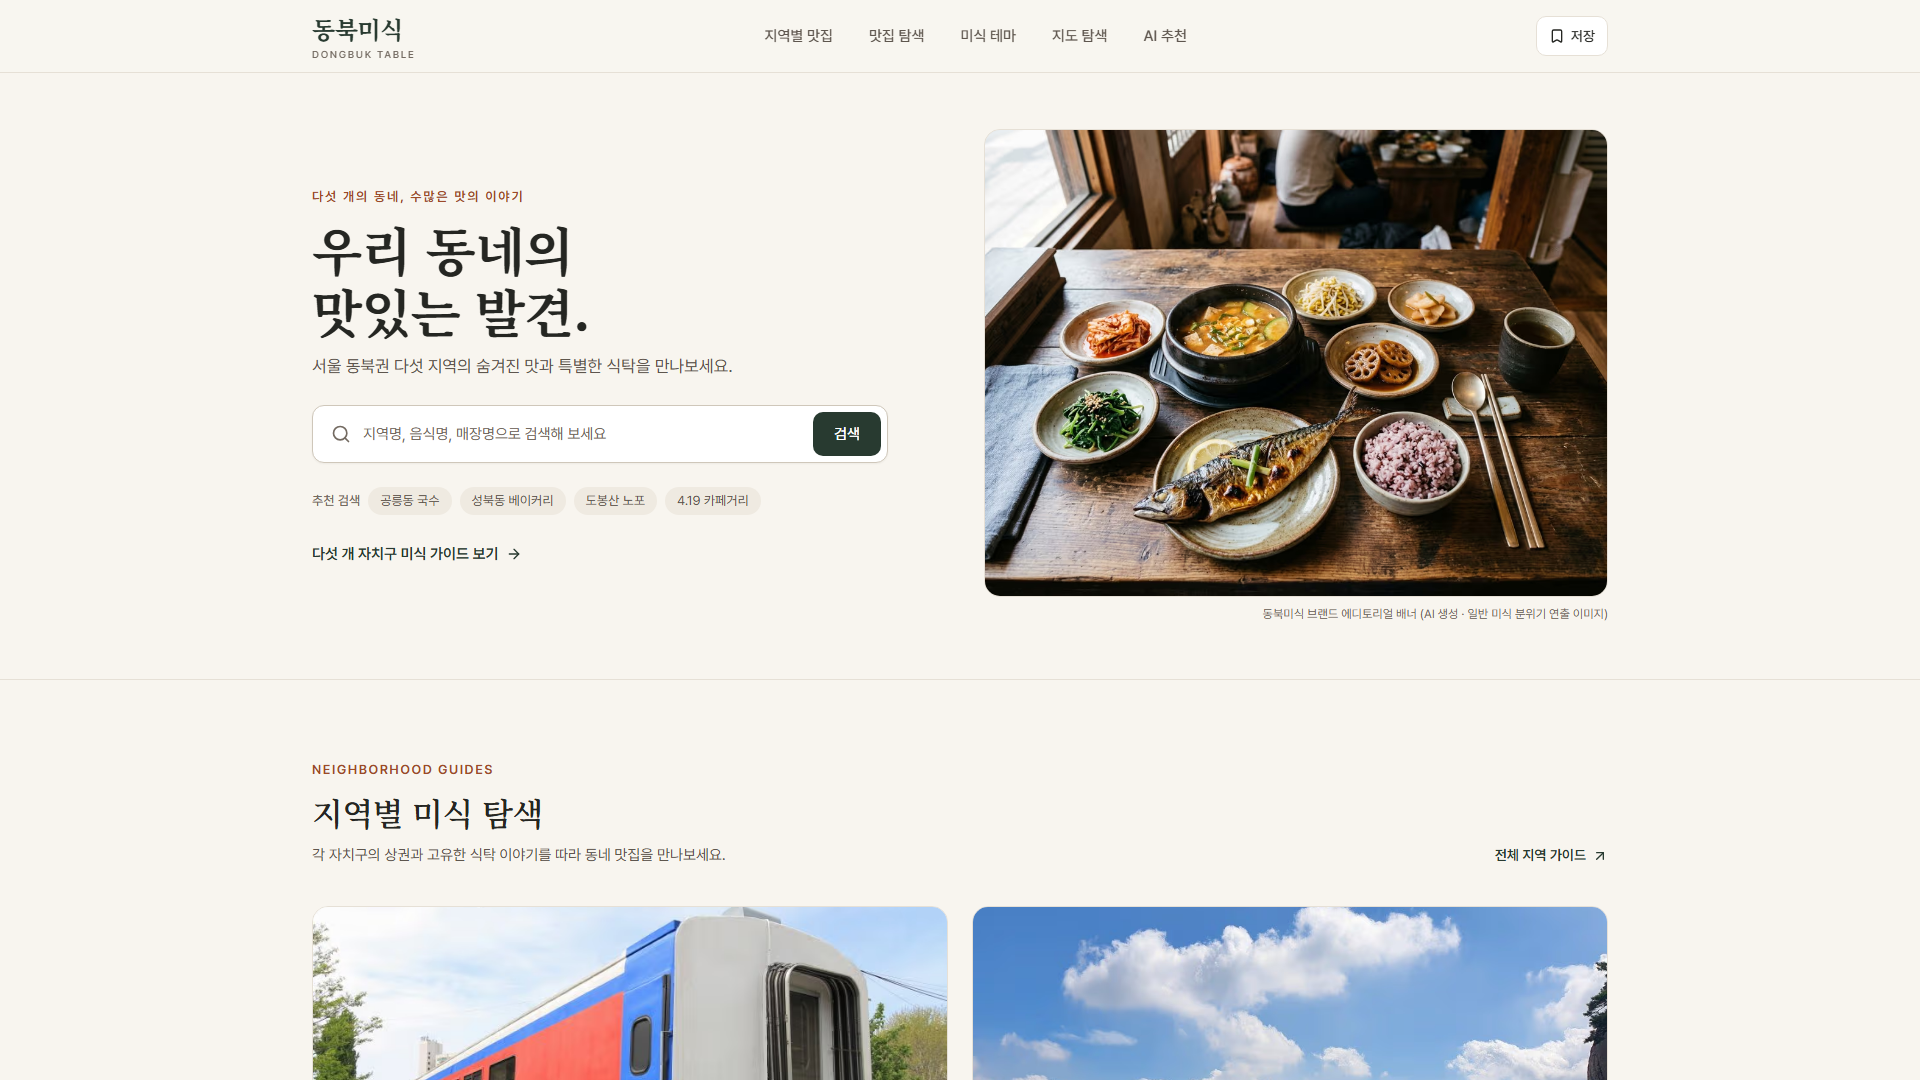 동북미식
DONGBUK TABLE
지역별 맛집
맛집 탐색
미식 테마
지도 탐색
AI 추천
저장
다섯 개의 동네, 수많은 맛의 이야기
우리 동네의
맛있는 발견.
서울 동북권 다섯 지역의 숨겨진 맛과 특별한 식탁을 만나보세요.
지역명, 음식명, 매장명으로 검색해 보세요
검색
추천 검색
공릉동 국수
성북동 베이커리
도봉산 노포
4.19 카페거리
다섯 개 자치구 미식 가이드 보기
동북미식 브랜드 에디토리얼 배너 (AI 생성 · 일반 미식 분위기 연출 이미지)
NEIGHBORHOOD GUIDES
지역별 미식 탐색
각 자치구의 상권과 고유한 식탁 이야기를 따라 동네 맛집을 만나보세요.
전체 지역 가이드